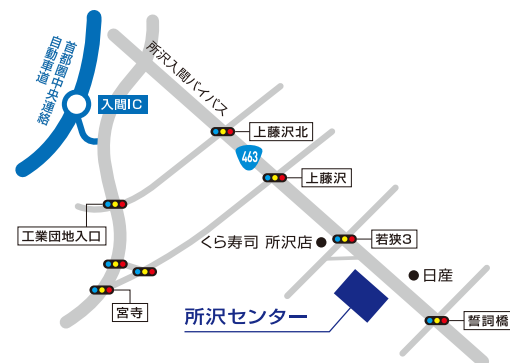 首都圏中央連絡
自動車道
入間IC
所沢入間バイパス
上藤沢北
463
上藤沢
工業団地入口
くら寿司 所沢店
若狭3
日産
宮寺
所沢センター
誓詞橋